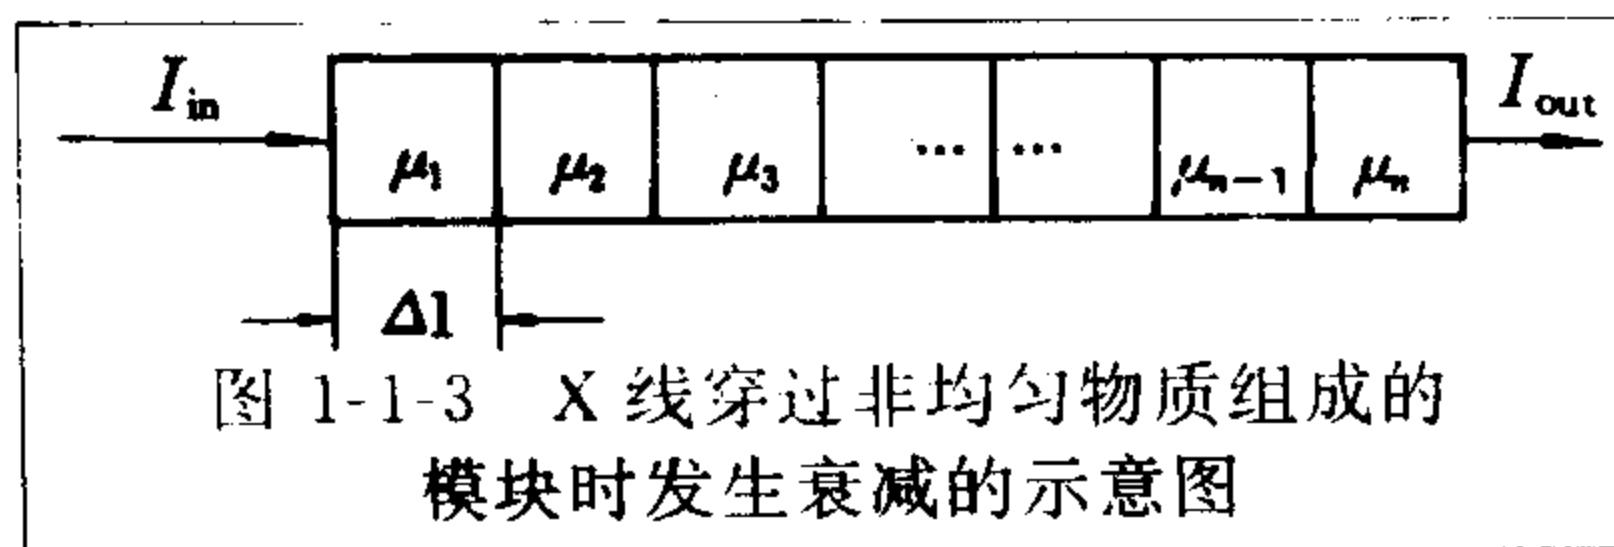 I_in I_out
μ₁ μ₂ μ₃ ··· ··· μₙ₋₁ μₙ
Δl
图 1-1-3 X 线穿过非均匀物质组成的
模块时发生衰减的示意图